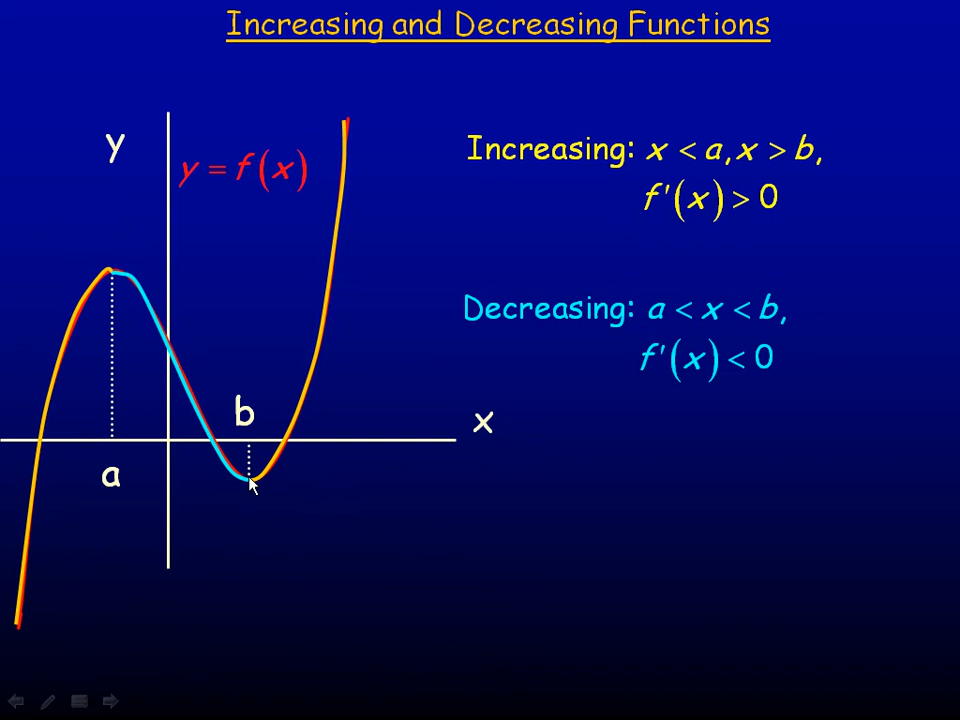 Increasing and Decreasing Functions
y
y = f(x)
Increasing: x < a, x > b,
f'(x) > 0
Decreasing: a < x < b,
f'(x) < 0
b
x
a